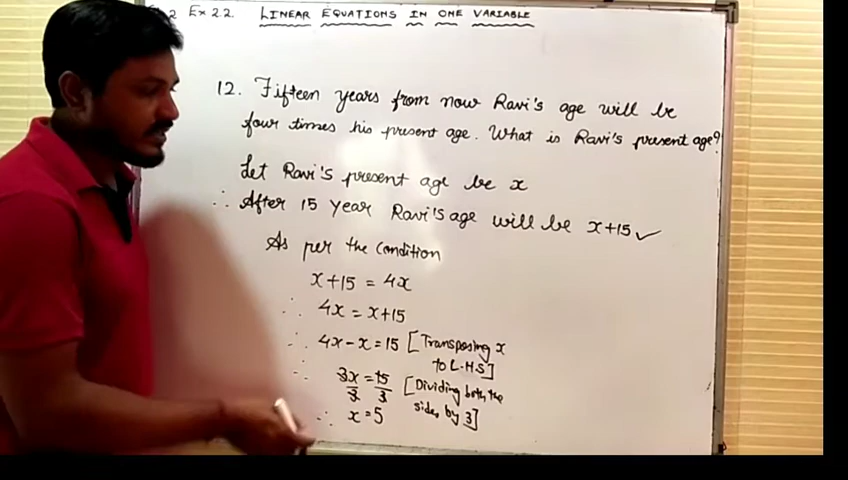 2 Ex 2.2. LINEAR EQUATIONS IN ONE VARIABLE
12. Fifteen years from now Ravi's age will be
four times his present age. What is Ravi's present age?
Let Ravi's present age be x
∴ After 15 year Ravi's age will be x+15 ✓
As per the condition
x+15 = 4x
∴ 4x = x+15
∴ 4x-x = 15 [Transposing x
to L.H.S]
∴ 3x/3 = 15/3 [Dividing both the
sides by 3]
∴ x = 5